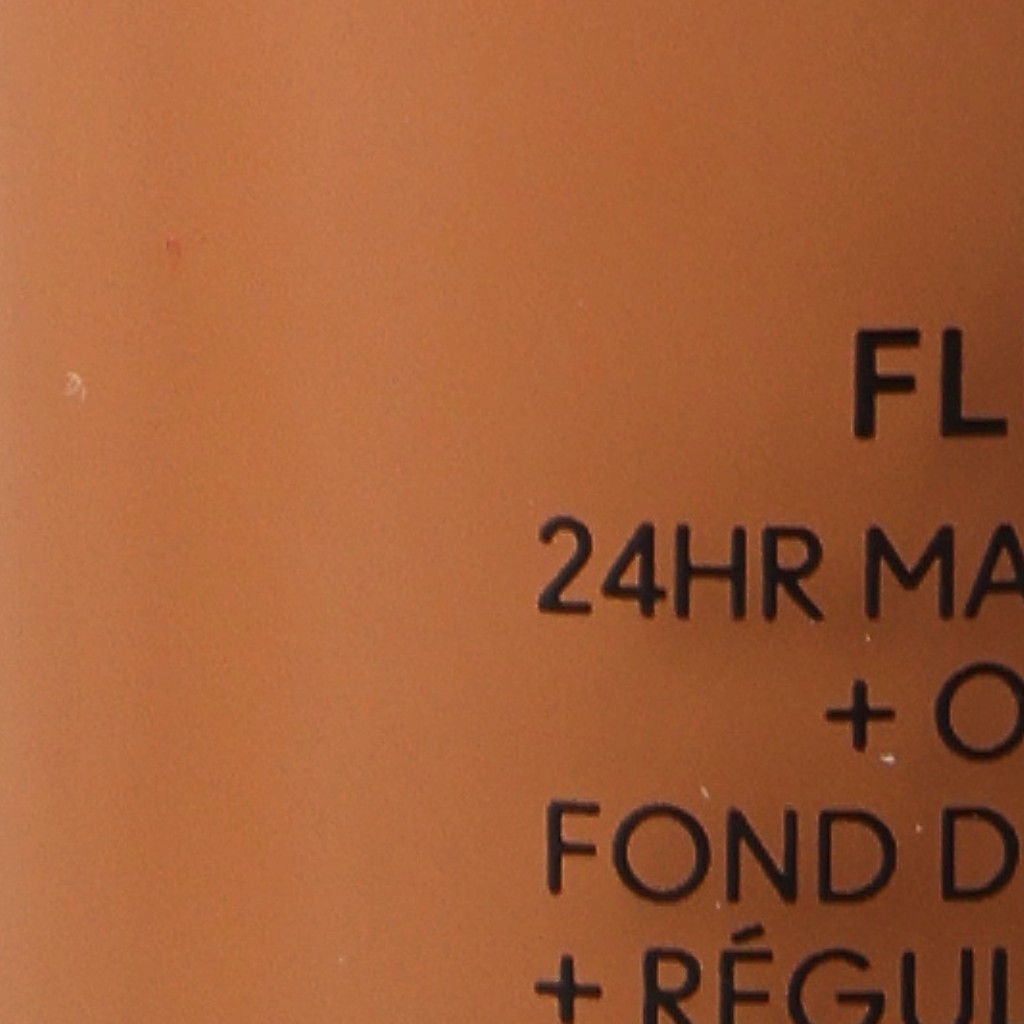 FL
24HR MA
+ O
FOND D
+ RÉGUI